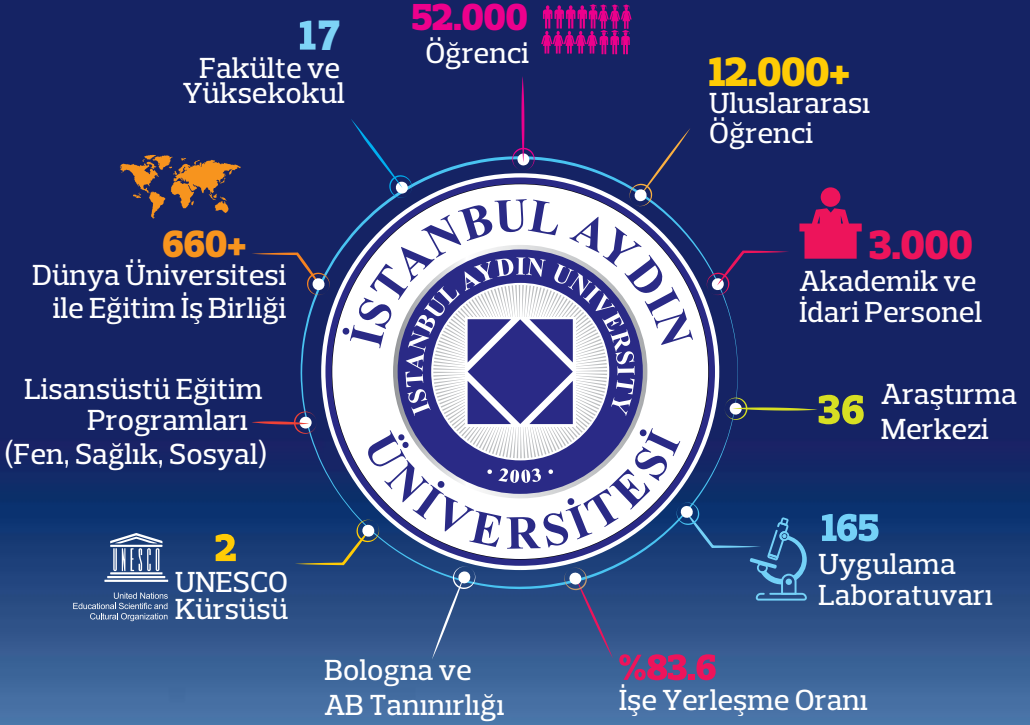 52.000
Öğrenci
17
Fakülte ve
Yüksekokul
12.000+
Uluslararası
Öğrenci
660+
Dünya Üniversitesi
ile Eğitim İş Birliği
3.000
Akademik ve
İdari Personel
Lisansüstü Eğitim
Programları
(Fen, Sağlık, Sosyal)
36
Araştırma
Merkezi
İSTANBUL AYDIN
ÜNİVERSİTESİ
ISTANBUL AYDIN UNIVERSITY
· 2003 ·
UNESCO
United Nations
Educational Scientific and
Cultural Organization
2
UNESCO
Kürsüsü
165
Uygulama
Laboratuvarı
Bologna ve
AB Tanınırlığı
%83.6
İşe Yerleşme Oranı